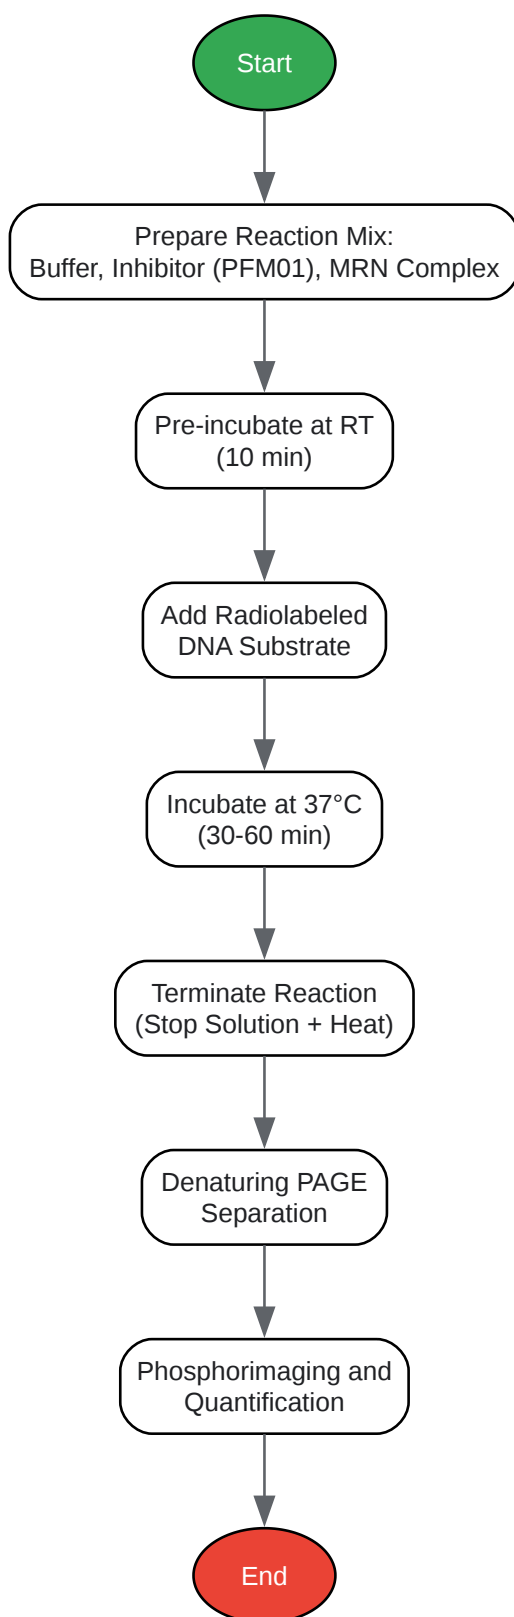 Start
Prepare Reaction Mix:
Buffer, Inhibitor (PFM01), MRN Complex
Pre-incubate at RT
(10 min)
Add Radiolabeled
DNA Substrate
Incubate at 37°C
(30-60 min)
Terminate Reaction
(Stop Solution + Heat)
Denaturing PAGE
Separation
Phosphorimaging and
Quantification
End